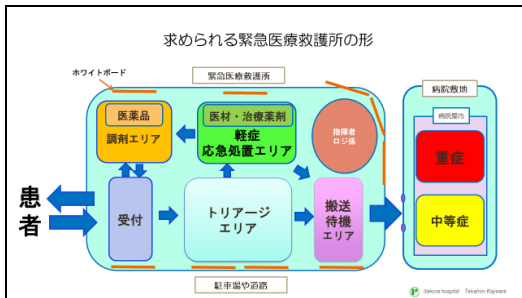 求められる緊急医療救護所の形
ホワイトボード
緊急医療救護所
病院敷地
医薬品
調剤エリア
医材・治療薬剤
軽症
応急処置エリア
指揮者
ロジ係
病院屋内
重症
患者
受付
トリアージ
エリア
搬送
待機
エリア
中等症
駐車場や道路
Itakura hospital Takahiro Kajiwara